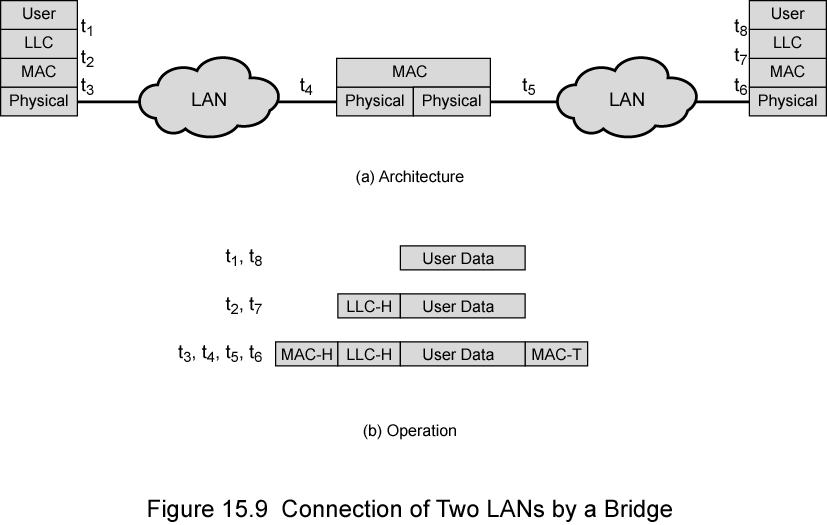 User
LLC
MAC
Physical
t1
t2
t3
LAN
t4
MAC
Physical Physical
t5
LAN
t8
t7
t6
User
LLC
MAC
Physical
(a) Architecture
t1, t8 User Data
t2, t7 LLC-H User Data
t3, t4, t5, t6 MAC-H LLC-H User Data MAC-T
(b) Operation
Figure 15.9 Connection of Two LANs by a Bridge